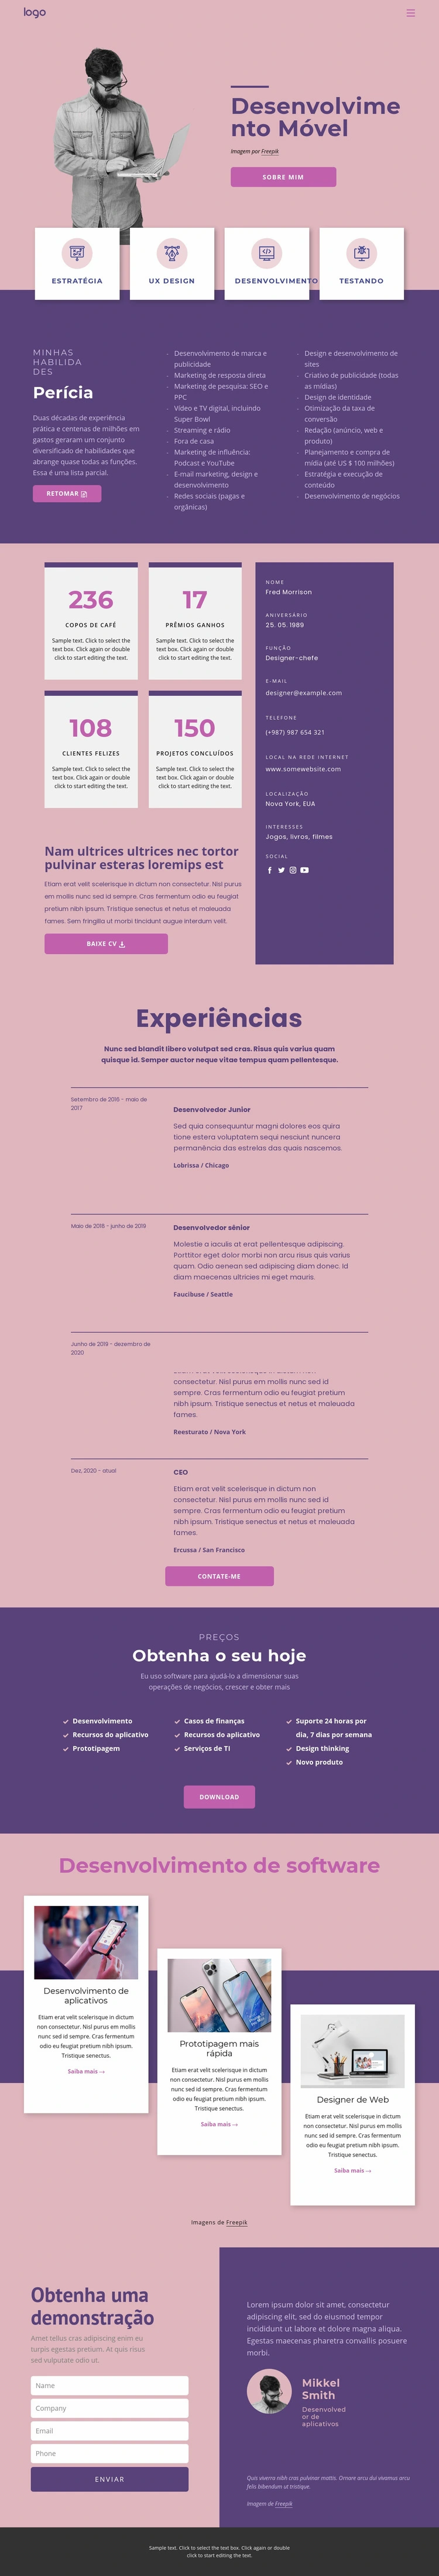 logo
Desenvolvime
nto Móvel
Imagem por Freepik
SOBRE MIM
ESTRATÉGIA
UX DESIGN
DESENVOLVIMENTO
TESTANDO
MINHAS
HABILIDA
DES
Perícia
Duas décadas de experiência
prática e centenas de milhões em
gastos geraram um conjunto
diversificado de habilidades que
abrange quase todas as funções.
Essa é uma lista parcial.
RETOMAR
Desenvolvimento de marca e
publicidade
Marketing de resposta direta
Marketing de pesquisa: SEO e
PPC
Vídeo e TV digital, incluindo
Super Bowl
Streaming e rádio
Fora de casa
Marketing de influência:
Podcast e YouTube
E-mail marketing, design e
desenvolvimento
Redes sociais (pagas e
orgânicas)
Design e desenvolvimento de
sites
Criativo de publicidade (todas
as mídias)
Design de identidade
Otimização da taxa de
conversão
Redação (anúncio, web e
produto)
Planejamento e compra de
mídia (até US $ 100 milhões)
Estratégia e execução de
conteúdo
Desenvolvimento de negócios
236
COPOS DE CAFÉ
Sample text. Click to select the
text box. Click again or double
click to start editing the text.
17
PRÊMIOS GANHOS
Sample text. Click to select the
text box. Click again or double
click to start editing the text.
108
CLIENTES FELIZES
Sample text. Click to select the
text box. Click again or double
click to start editing the text.
150
PROJETOS CONCLUÍDOS
Sample text. Click to select the
text box. Click again or double
click to start editing the text.
Nam ultrices ultrices nec tortor
pulvinar esteras loremips est
Etiam erat velit scelerisque in dictum non consectetur. Nisl purus
em mollis nunc sed id sempre. Cras fermentum odio eu feugiat
pretium nibh ipsum. Tristique senectus et netus et maleuada
fames. Sem fringilla ut morbi tincidunt augue interdum velit.
BAIXE CV
NOME
Fred Morrison
ANIVERSÁRIO
25. 05. 1989
FUNÇÃO
Designer-chefe
E-MAIL
designer@example.com
TELEFONE
(+987) 987 654 321
LOCAL NA REDE INTERNET
www.somewebsite.com
LOCALIZAÇÃO
Nova York, EUA
INTERESSES
Jogos, livros, filmes
SOCIAL
Experiências
Nunc sed blandit libero volutpat sed cras. Risus quis varius quam
quisque id. Semper auctor neque vitae tempus quam pellentesque.
Setembro de 2016 - maio de
2017
Desenvolvedor Junior
Sed quia consequuntur magni dolores eos quira
tione estera voluptatem sequi nesciunt nuncera
permanência das estrelas das quais nascemos.
Lobrissa / Chicago
Maio de 2018 - junho de 2019
Desenvolvedor sênior
Molestie a iaculis at erat pellentesque adipiscing.
Porttitor eget dolor morbi non arcu risus quis varius
quam. Odio aenean sed adipiscing diam donec. Id
diam maecenas ultricies mi eget mauris.
Faucibuse / Seattle
Junho de 2019 - dezembro de
2020
consectetur. Nisl purus em mollis nunc sed id
sempre. Cras fermentum odio eu feugiat pretium
nibh ipsum. Tristique senectus et netus et maleuada
fames.
Reesturato / Nova York
Dez, 2020 - atual
CEO
Etiam erat velit scelerisque in dictum non
consectetur. Nisl purus em mollis nunc sed id
sempre. Cras fermentum odio eu feugiat pretium
nibh ipsum. Tristique senectus et netus et maleuada
fames.
Ercussa / San Francisco
CONTATE-ME
PREÇOS
Obtenha o seu hoje
Eu uso software para ajudá-lo a dimensionar suas
operações de negócios, crescer e obter mais
Desenvolvimento
Recursos do aplicativo
Prototipagem
Casos de finanças
Recursos do aplicativo
Serviços de TI
Suporte 24 horas por
dia, 7 dias por semana
Design thinking
Novo produto
DOWNLOAD
Desenvolvimento de software
Desenvolvimento de
aplicativos
Etiam erat velit scelerisque in dictum
non consectetur. Nisl purus em mollis
nunc sed id sempre. Cras fermentum
odio eu feugiat pretium nibh ipsum.
Tristique senectus.
Saiba mais →
Prototipagem mais
rápida
Etiam erat velit scelerisque in dictum
non consectetur. Nisl purus em mollis
nunc sed id sempre. Cras fermentum
odio eu feugiat pretium nibh ipsum.
Tristique senectus.
Saiba mais →
Designer de Web
Etiam erat velit scelerisque in dictum
non consectetur. Nisl purus em mollis
nunc sed id sempre. Cras fermentum
odio eu feugiat pretium nibh ipsum.
Tristique senectus.
Saiba mais →
Imagens de Freepik
Obtenha uma
demonstração
Amet tellus cras adipiscing enim eu
turpis egestas pretium. At quis risus
sed vulputate odio ut.
Name
Company
Email
Phone
ENVIAR
Lorem ipsum dolor sit amet, consectetur
adipiscing elit, sed do eiusmod tempor
incididunt ut labore et dolore magna aliqua.
Egestas maecenas pharetra convallis posuere
morbi.
Mikkel
Smith
Desenvolved
or de
aplicativos
Quis viverra nibh cras pulvinar mattis. Ornare arcu dui vivamus arcu
felis bibendum ut tristique.
Imagem de Freepik
Sample text. Click to select the text box. Click again or double
click to start editing the text.